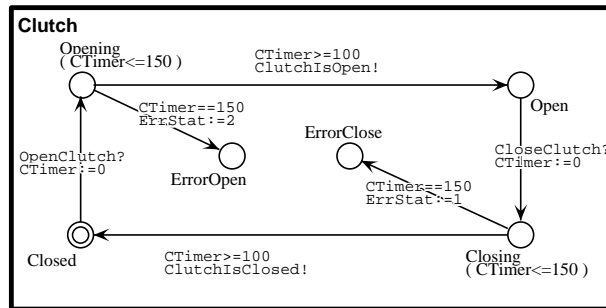 Clutch
Opening
( CTimer<=150 )
CTimer>=100
ClutchIsOpen!
Open
CTimer==150
ErrStat:=2
ErrorClose
ErrorOpen
OpenClutch?
CTimer:=0
CloseClutch?
CTimer:=0
CTimer==150
ErrStat:=1
Closed
CTimer>=100
ClutchIsClosed!
Closing
( CTimer<=150 )